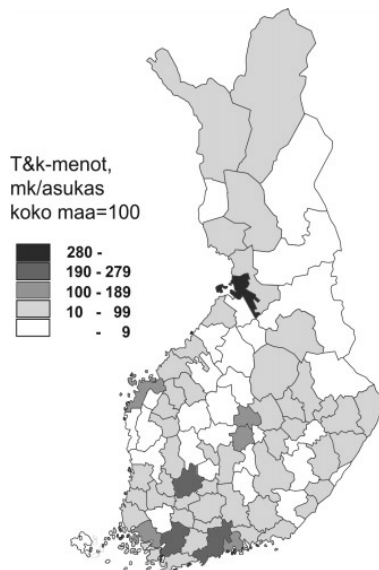 T&k-menot,
mk/asukas
koko maa=100
280 -
190 - 279
100 - 189
10 - 99
- 9